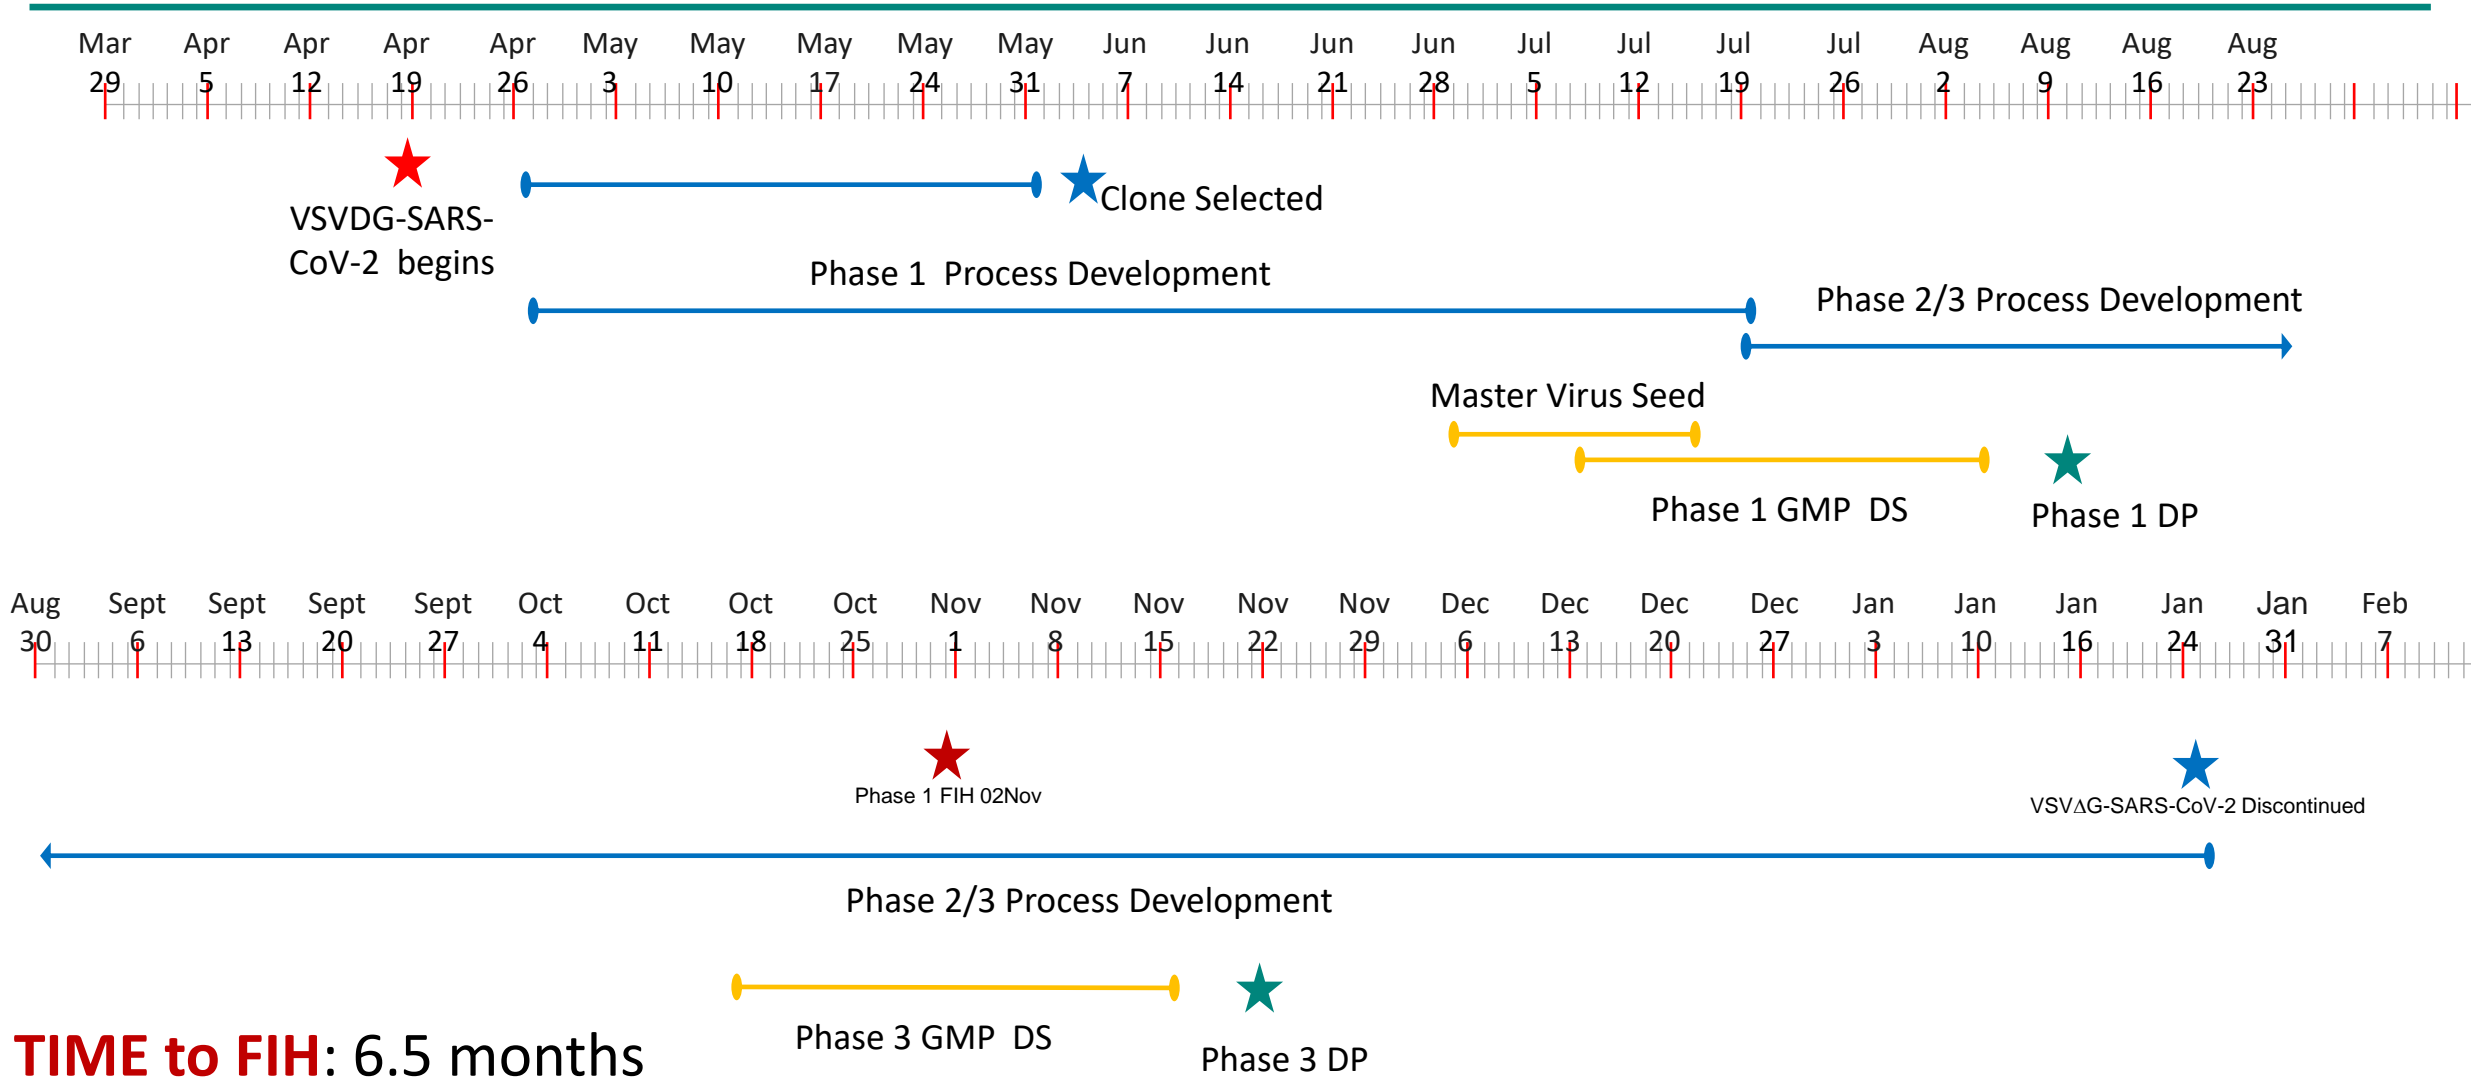 Mar Apr Apr Apr Apr May May May May May Jun Jun Jun Jun Jul Jul Jul Jul Aug Aug Aug Aug
29 5 12 19 26 3 10 17 24 31 7 14 21 28 5 12 19 26 2 9 16 23
VSVDG-SARS-
CoV-2 begins
Clone Selected
Phase 1 Process Development
Phase 2/3 Process Development
Master Virus Seed
Phase 1 GMP DS
Phase 1 DP
Aug Sept Sept Sept Sept Oct Oct Oct Oct Nov Nov Nov Nov Nov Dec Dec Dec Dec Jan Jan Jan Jan Jan Feb
30 6 13 20 27 4 11 18 25 1 8 15 22 29 6 13 20 27 3 10 16 24 31 7
Phase 1 FIH 02Nov
VSV∆G-SARS-CoV-2 Discontinued
Phase 2/3 Process Development
Phase 3 GMP DS
Phase 3 DP
TIME to FIH: 6.5 months